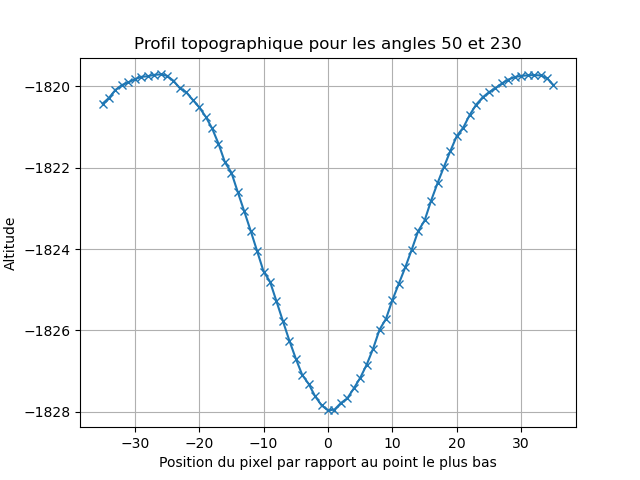 Profil topographique pour les angles 50 et 230
−1820
−1822
−1824
−1826
−1828
Altitude
−30 −20 −10 0 10 20 30
Position du pixel par rapport au point le plus bas